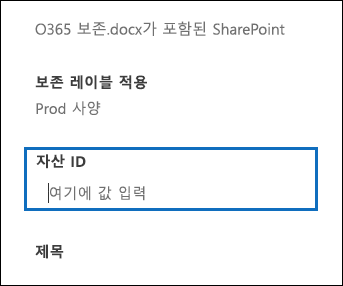 O365 보존.docx가 포함된 SharePoint
보존 레이블 적용
Prod 사양
자산 ID
여기에 값 입력
제목